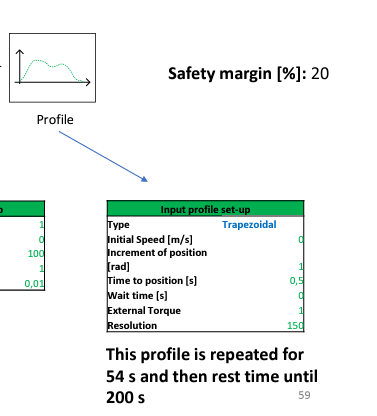 Safety margin [%]: 20
Profile
1
0
100
1
0,01
Input profile set-up
Type Trapezoidal
Initial Speed [m/s] 0
Increment of position
[rad] 1
Time to position [s] 0,5
Wait time [s] 0
External Torque 1
Resolution 150
This profile is repeated for
54 s and then rest time until
200 s
59